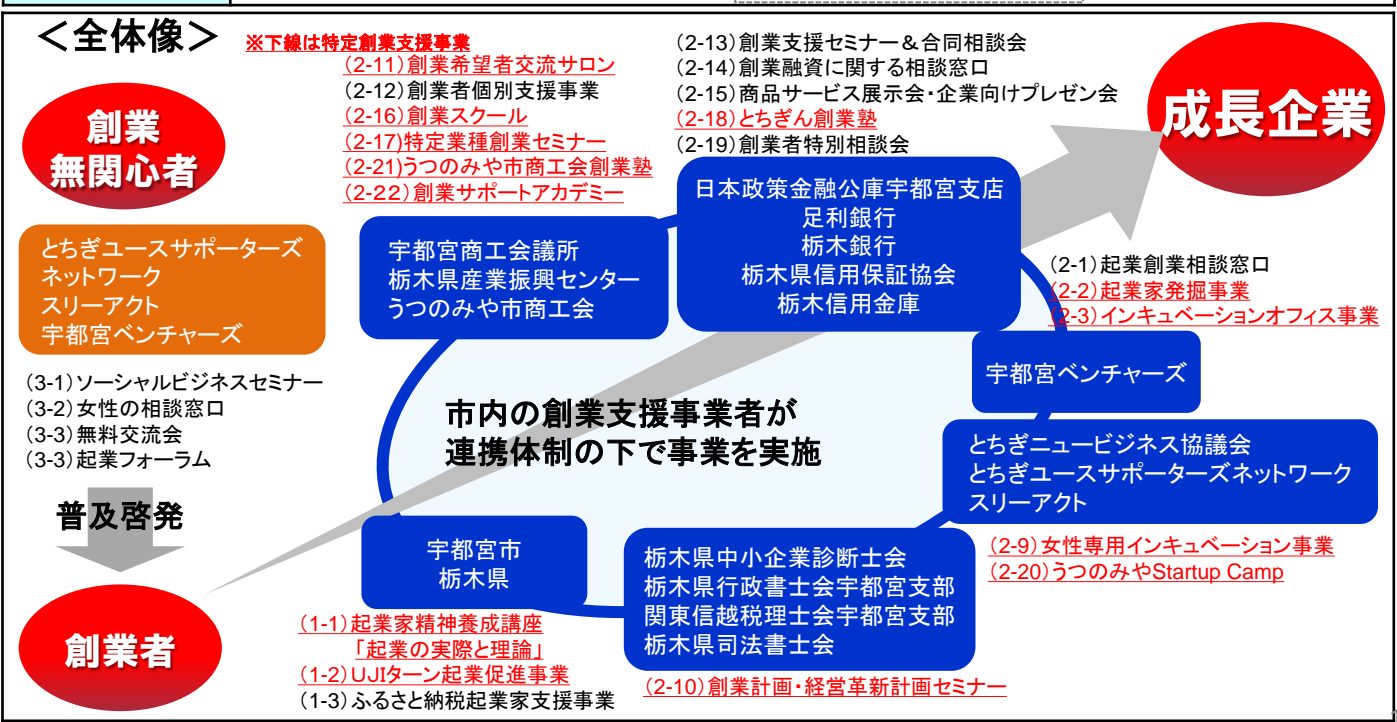 ＜全体像＞
※下線は特定創業支援事業
(2-11)創業希望者交流サロン
(2-12)創業者個別支援事業
(2-16)創業スクール
(2-17)特定業種創業セミナー
(2-21)うつのみや市商工会創業塾
(2-22)創業サポートアカデミー
(2-13)創業支援セミナー＆合同相談会
(2-14)創業融資に関する相談窓口
(2-15)商品サービス展示会・企業向けプレゼン会
(2-18)とちぎん創業塾
(2-19)創業者特別相談会
成長企業
創業
無関心者
とちぎユースサポーターズ
ネットワーク
スリーアクト
宇都宮ベンチャーズ
宇都宮商工会議所
栃木県産業振興センター
うつのみや市商工会
日本政策金融公庫宇都宮支店
足利銀行
栃木銀行
栃木県信用保証協会
栃木信用金庫
(2-1)起業創業相談窓口
(2-2)起業家発掘事業
(2-3)インキュベーションオフィス事業
宇都宮ベンチャーズ
(3-1)ソーシャルビジネスセミナー
(3-2)女性の相談窓口
(3-3)無料交流会
(3-3)起業フォーラム
市内の創業支援事業者が
連携体制の下で事業を実施
とちぎニュービジネス協議会
とちぎユースサポーターズネットワーク
スリーアクト
普及啓発
宇都宮市
栃木県
栃木県中小企業診断士会
栃木県行政書士会宇都宮支部
関東信越税理士会宇都宮支部
栃木県司法書士会
(2-9)女性専用インキュベーション事業
(2-20)うつのみやStartup Camp
創業者
(1-1)起業家精神養成講座
「起業の実際と理論」
(1-2)UJIターン起業促進事業
(1-3)ふるさと納税起業家支援事業
(2-10)創業計画・経営革新計画セミナー